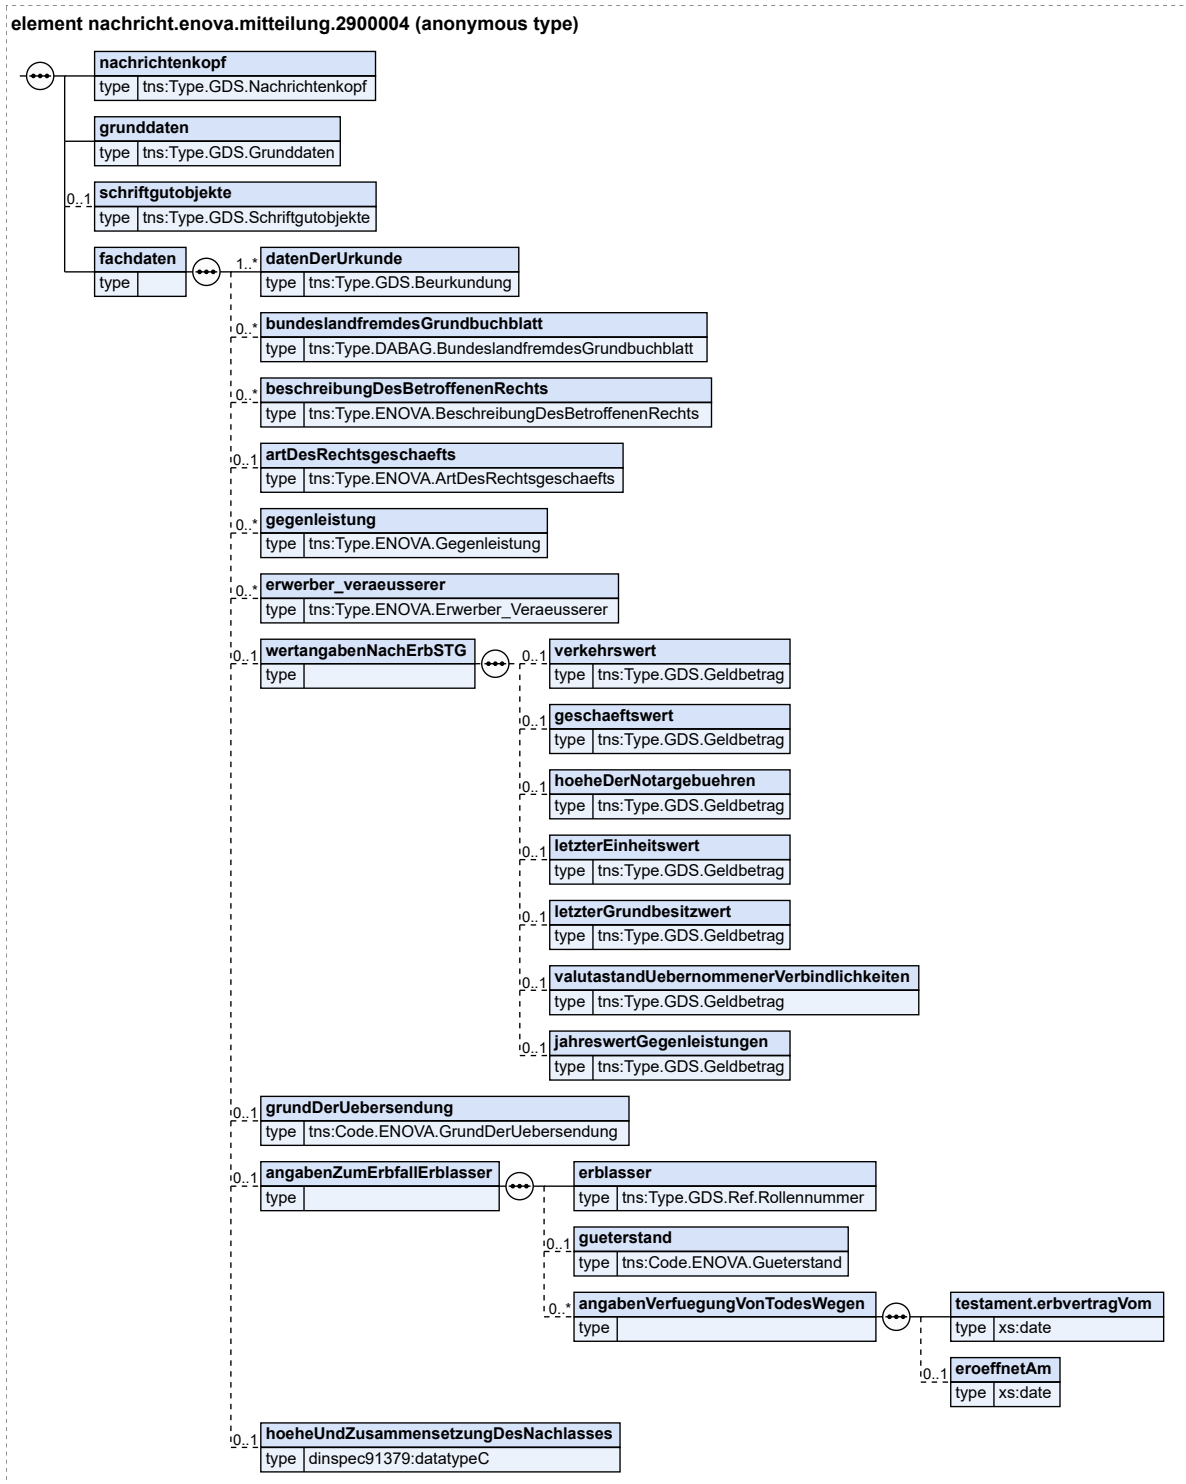 element nachricht.enova.mitteilung.2900004 (anonymous type)
nachrichtenkopf
type tns:Type.GDS.Nachrichtenkopf
grunddaten
type tns:Type.GDS.Grunddaten
0..1 schriftgutobjekte
type tns:Type.GDS.Schriftgutobjekte
fachdaten
type
1..* datenDerUrkunde
type tns:Type.GDS.Beurkundung
0..* bundeslandfremdesGrundbuchblatt
type tns:Type.DABAG.BundeslandfremdesGrundbuchblatt
0..* beschreibungDesBetroffenenRechts
type tns:Type.ENOVA.BeschreibungDesBetroffenenRechts
0..1 artDesRechtsgeschaefts
type tns:Type.ENOVA.ArtDesRechtsgeschaefts
0..* gegenleistung
type tns:Type.ENOVA.Gegenleistung
0..* erwerber_veraeusserer
type tns:Type.ENOVA.Erwerber_Veraeusserer
0..1 wertangabenNachErbSTG
type
0..1 verkehrswert
type tns:Type.GDS.Geldbetrag
0..1 geschaeftswert
type tns:Type.GDS.Geldbetrag
0..1 hoeheDerNotargebuehren
type tns:Type.GDS.Geldbetrag
0..1 letzterEinheitswert
type tns:Type.GDS.Geldbetrag
0..1 letzterGrundbesitzwert
type tns:Type.GDS.Geldbetrag
0..1 valutastandUebernommenerVerbindlichkeiten
type tns:Type.GDS.Geldbetrag
0..1 jahreswertGegenleistungen
type tns:Type.GDS.Geldbetrag
0..1 grundDerUebersendung
type tns:Code.ENOVA.GrundDerUebersendung
0..1 angabenZumErbfallErblasser
type
erblasser
type tns:Type.GDS.Ref.Rollennummer
0..1 gueterstand
type tns:Code.ENOVA.Gueterstand
0..* angabenVerfuegungVonTodesWegen
type
testament.erbvertragVom
type xs:date
0..1 eroeffnetAm
type xs:date
0..1 hoeheUndZusammensetzungDesNachlasses
type dinspec91379:datatypeC